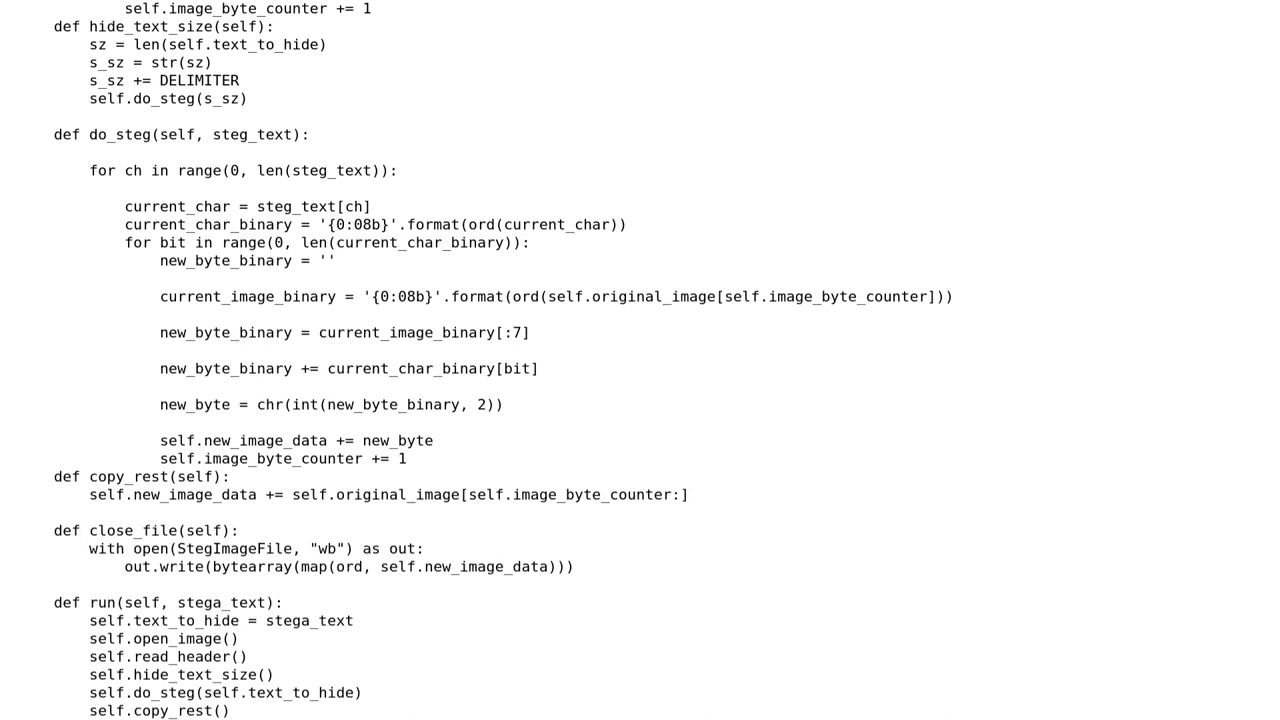 self.image_byte_counter += 1
def hide_text_size(self):
    sz = len(self.text_to_hide)
    s_sz = str(sz)
    s_sz += DELIMITER
    self.do_steg(s_sz)

def do_steg(self, steg_text):

    for ch in range(0, len(steg_text)):

        current_char = steg_text[ch]
        current_char_binary = '{0:08b}'.format(ord(current_char))
        for bit in range(0, len(current_char_binary)):
            new_byte_binary = ''

            current_image_binary = '{0:08b}'.format(ord(self.original_image[self.image_byte_counter]))

            new_byte_binary = current_image_binary[:7]

            new_byte_binary += current_char_binary[bit]

            new_byte = chr(int(new_byte_binary, 2))

            self.new_image_data += new_byte
            self.image_byte_counter += 1
def copy_rest(self):
    self.new_image_data += self.original_image[self.image_byte_counter:]

def close_file(self):
    with open(StegImageFile, "wb") as out:
        out.write(bytearray(map(ord, self.new_image_data)))

def run(self, stega_text):
    self.text_to_hide = stega_text
    self.open_image()
    self.read_header()
    self.hide_text_size()
    self.do_steg(self.text_to_hide)
    self.copy_rest()